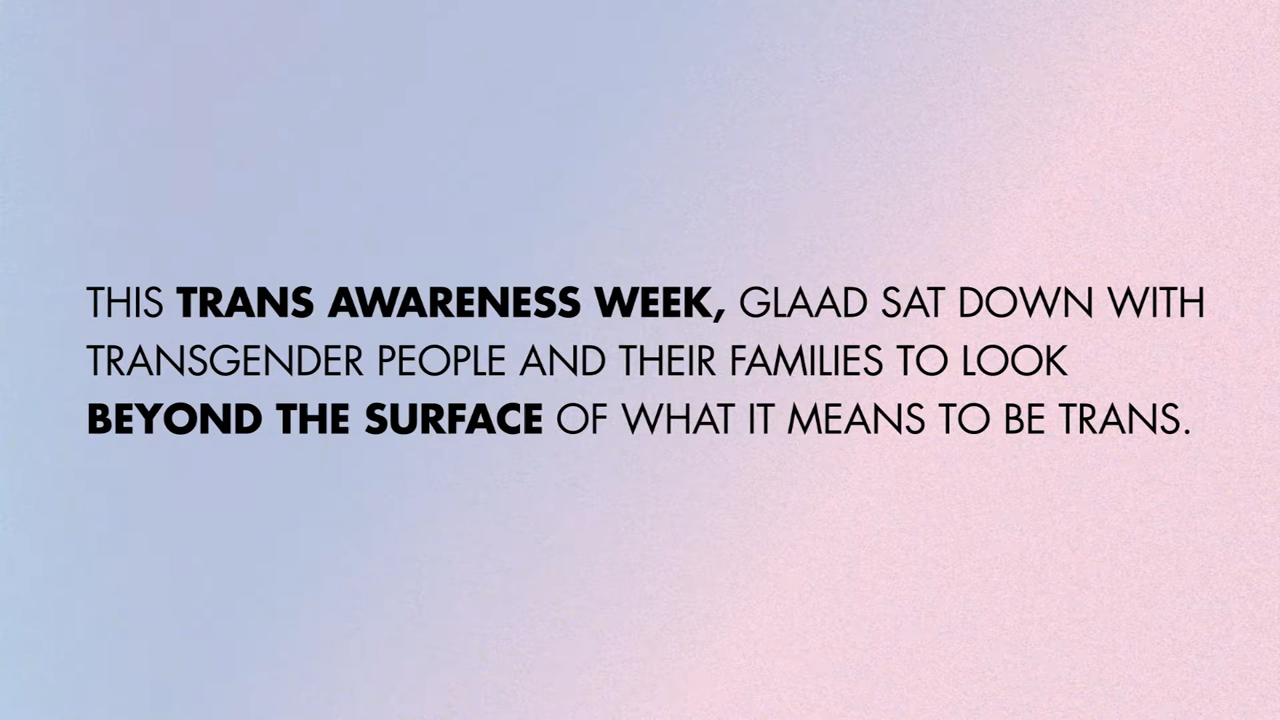 THIS TRANS AWARENESS WEEK, GLAAD SAT DOWN WITH
TRANSGENDER PEOPLE AND THEIR FAMILIES TO LOOK
BEYOND THE SURFACE OF WHAT IT MEANS TO BE TRANS.